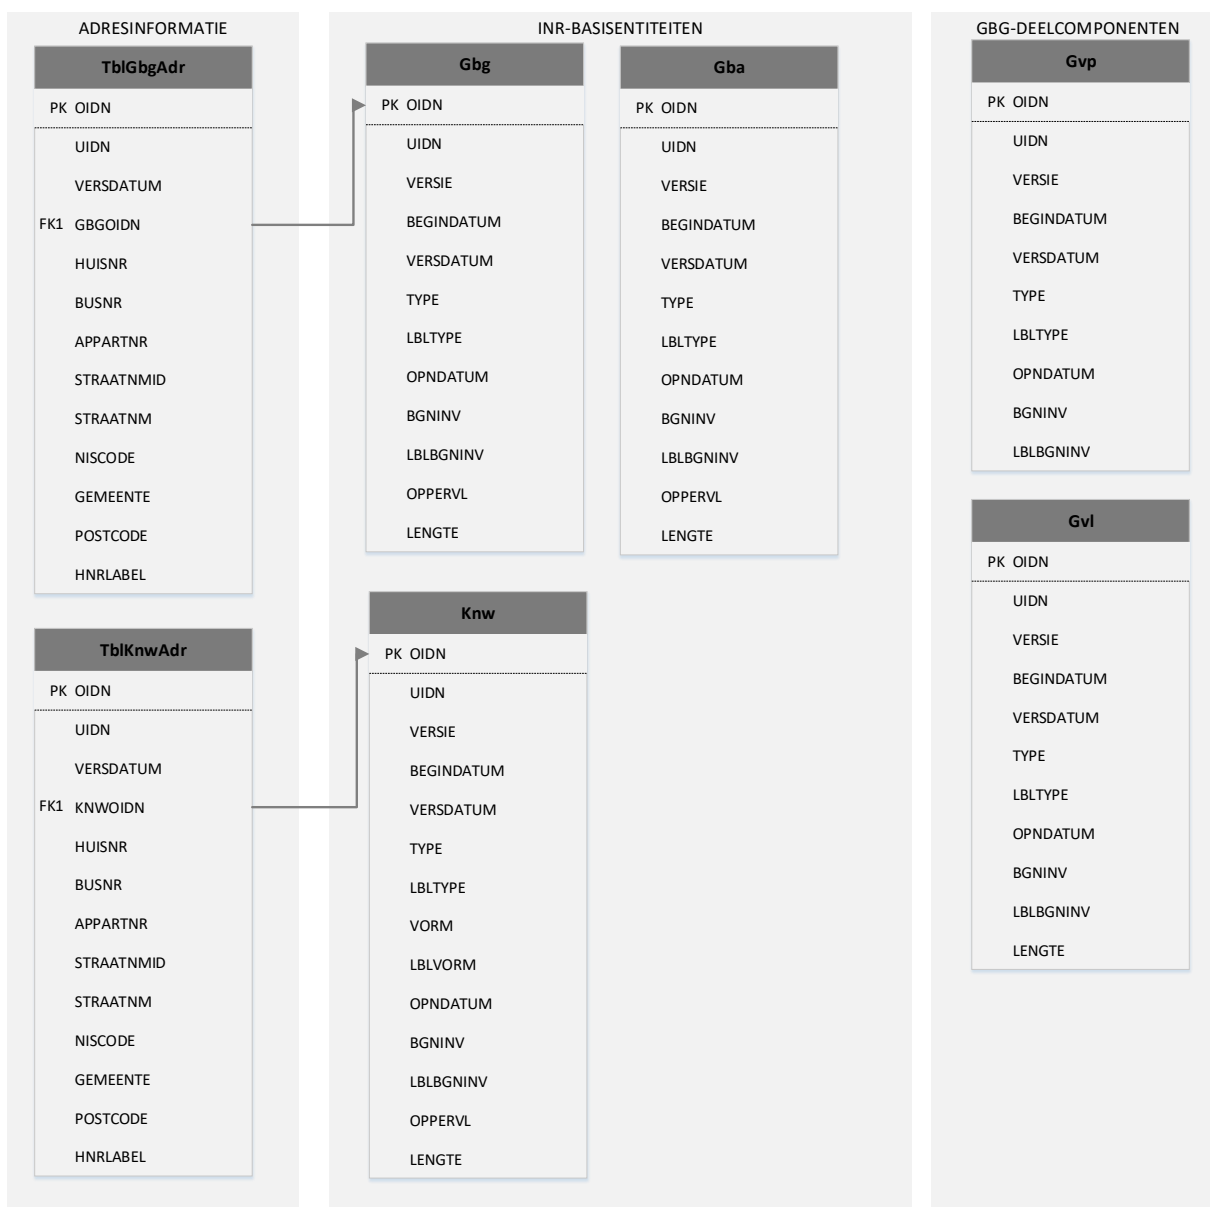 ADRESINFORMATIE
TblGbgAdr
PK OIDN
UIDN
VERSDATUM
FK1 GBGOIDN
HUISNR
BUSNR
APPARTNR
STRAATNMID
STRAATNM
NISCODE
GEMEENTE
POSTCODE
HNRLABEL
TblKnwAdr
PK OIDN
UIDN
VERSDATUM
FK1 KNWOIDN
HUISNR
BUSNR
APPARTNR
STRAATNMID
STRAATNM
NISCODE
GEMEENTE
POSTCODE
HNRLABEL
INR-BASISENTITEITEN
Gbg
PK OIDN
UIDN
VERSIE
BEGINDATUM
VERSDATUM
TYPE
LBLTYPE
OPNDATUM
BGNINV
LBLBGNINV
OPPERVL
LENGTE
Gba
PK OIDN
UIDN
VERSIE
BEGINDATUM
VERSDATUM
TYPE
LBLTYPE
OPNDATUM
BGNINV
LBLBGNINV
OPPERVL
LENGTE
Knw
PK OIDN
UIDN
VERSIE
BEGINDATUM
VERSDATUM
TYPE
LBLTYPE
VORM
LBLVORM
OPNDATUM
BGNINV
LBLBGNINV
OPPERVL
LENGTE
GBG-DEELCOMPONENTEN
Gvp
PK OIDN
UIDN
VERSIE
BEGINDATUM
VERSDATUM
TYPE
LBLTYPE
OPNDATUM
BGNINV
LBLBGNINV
Gvl
PK OIDN
UIDN
VERSIE
BEGINDATUM
VERSDATUM
TYPE
LBLTYPE
OPNDATUM
BGNINV
LBLBGNINV
LENGTE